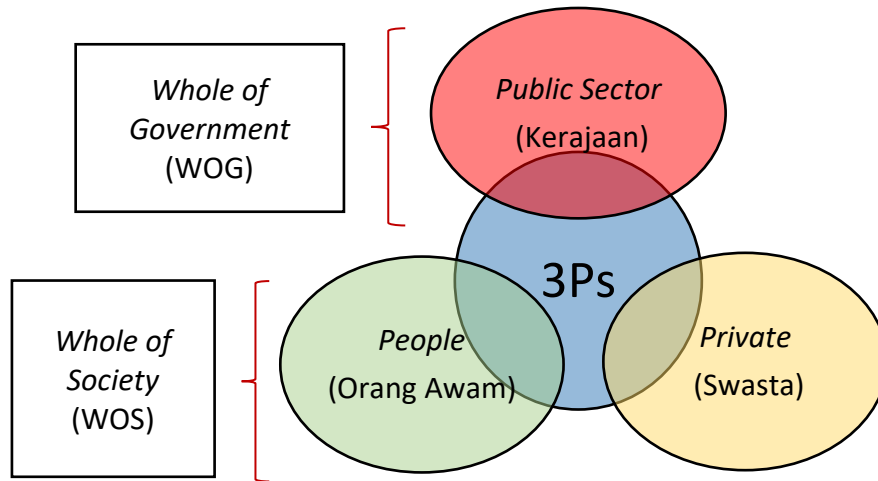 Whole of
Government
(WOG)
Public Sector
(Kerajaan)
3Ps
Whole of
Society
(WOS)
People
(Orang Awam)
Private
(Swasta)